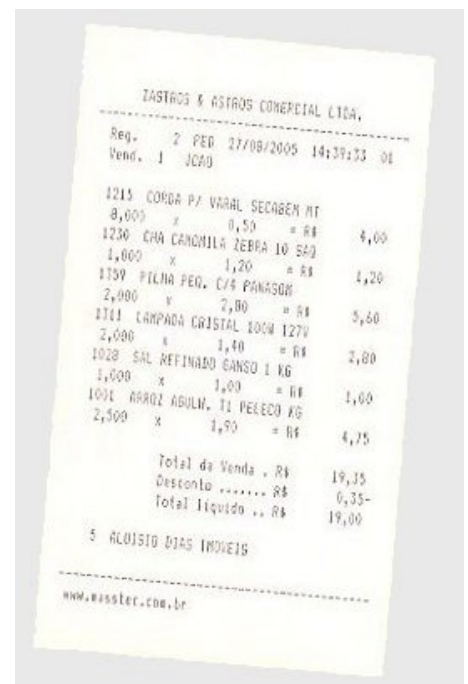 ZASTROS & ASTROS COMERCIAL LTDA.
Reg. 2 PED 27/08/2005 14:39:33 01
Vend. 1 JOAO
1215 CORDA P/ VARAL SECAGEM MT
8,000 x 0,50 = R$ 4,00
1230 CHA CAMOMILA ZEBRA 10 SAQ
1,000 x 1,20 = R$ 1,20
1159 PILHA PEQ. C/4 PANASON
2,000 x 2,80 = R$ 5,60
1111 LAMPADA CRISTAL 100W 127V
2,000 x 1,40 = R$ 2,80
1028 SAL REFINADO GANSO 1 KG
1,000 x 1,00 = R$ 1,00
1001 ARROZ AGULH. T1 PELECO KG
2,500 x 1,90 = R$ 4,75
Total da Venda . R$ 19,35
Desconto ....... R$ 0,35-
Total líquido .. R$ 19,00
5 ALOISIO DIAS IMOVEIS
www.masster.com.br